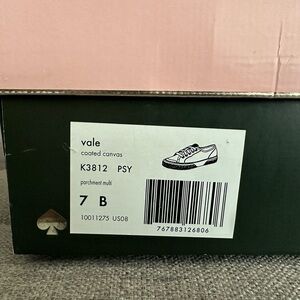 vale
coated canvas
K3812 PSY
parchment multi
7 B
10011275 US08
767883126806